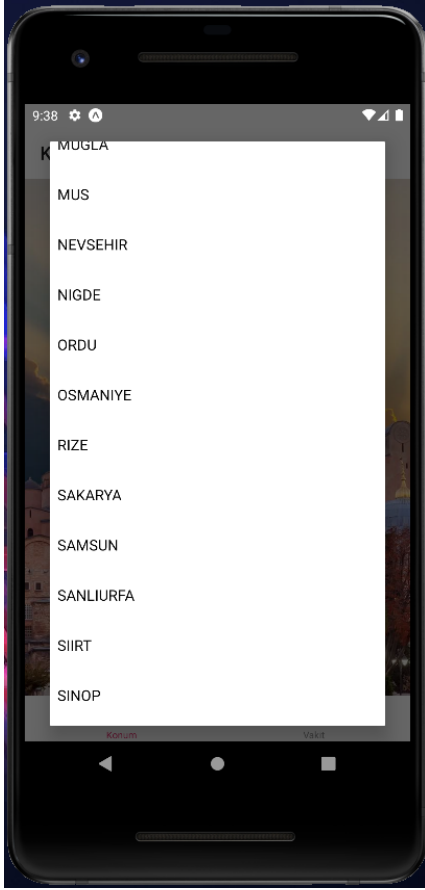 9:38
K
MUGLA
MUS
NEVSEHIR
NIGDE
ORDU
OSMANIYE
RIZE
SAKARYA
SAMSUN
SANLIURFA
SIIRT
SINOP
Konum
Vakit